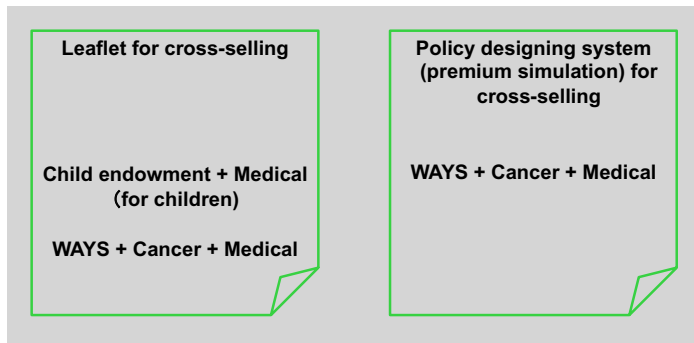 Leaflet for cross-selling
Child endowment + Medical
（for children)
WAYS + Cancer + Medical
Policy designing system
(premium simulation) for
cross-selling
WAYS + Cancer + Medical